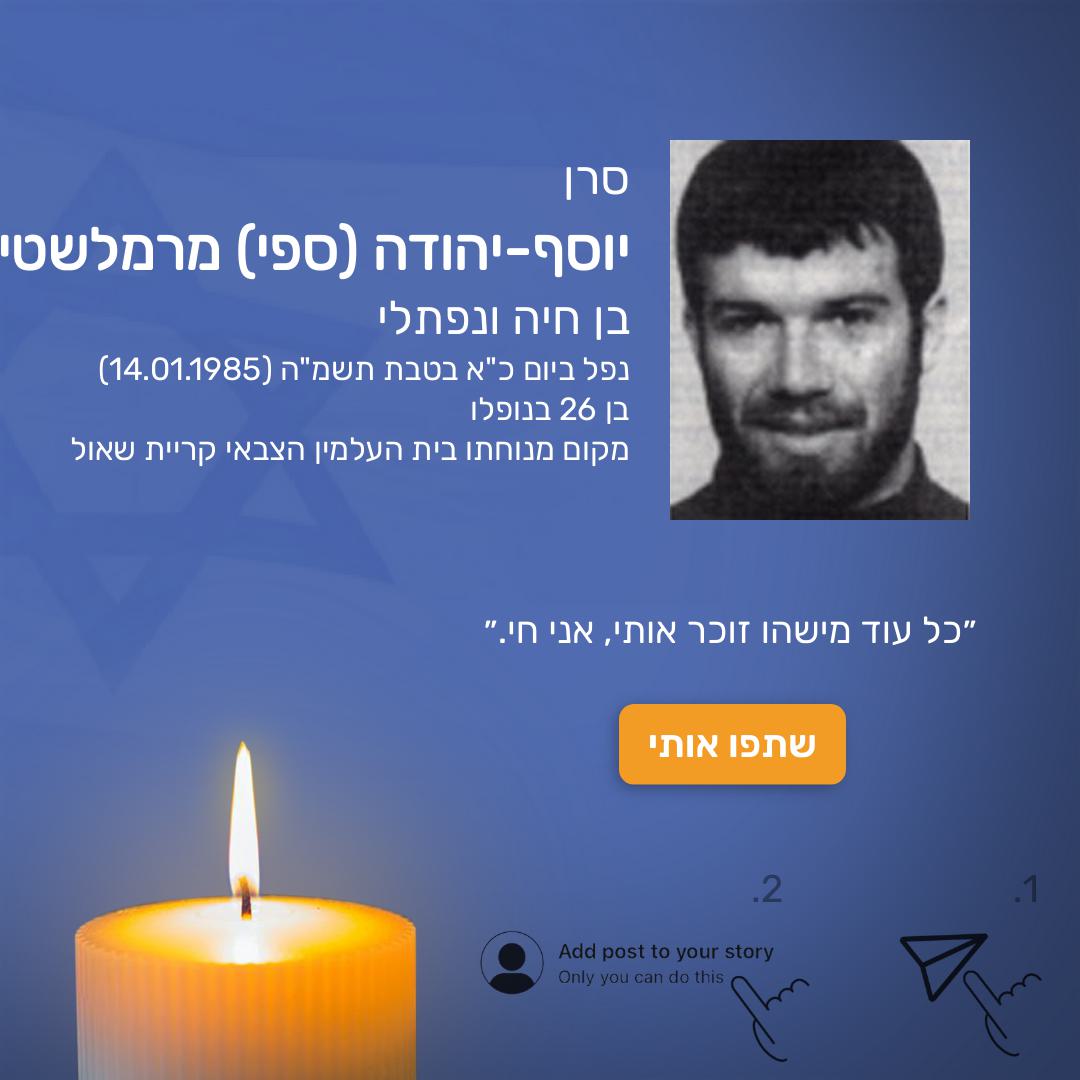 סרן
יוסף-יהודה (ספי) מרמלשטי
בן חיה ונפתלי
נפל ביום כ"א בטבת תשמ"ה (14.01.1985)
בן 26 בנופלו
מקום מנוחתו בית העלמין הצבאי קריית שאול
״כל עוד מישהו זוכר אותי, אני חי.״
שתפו אותי
.1
.2
Add post to your story
Only you can do this